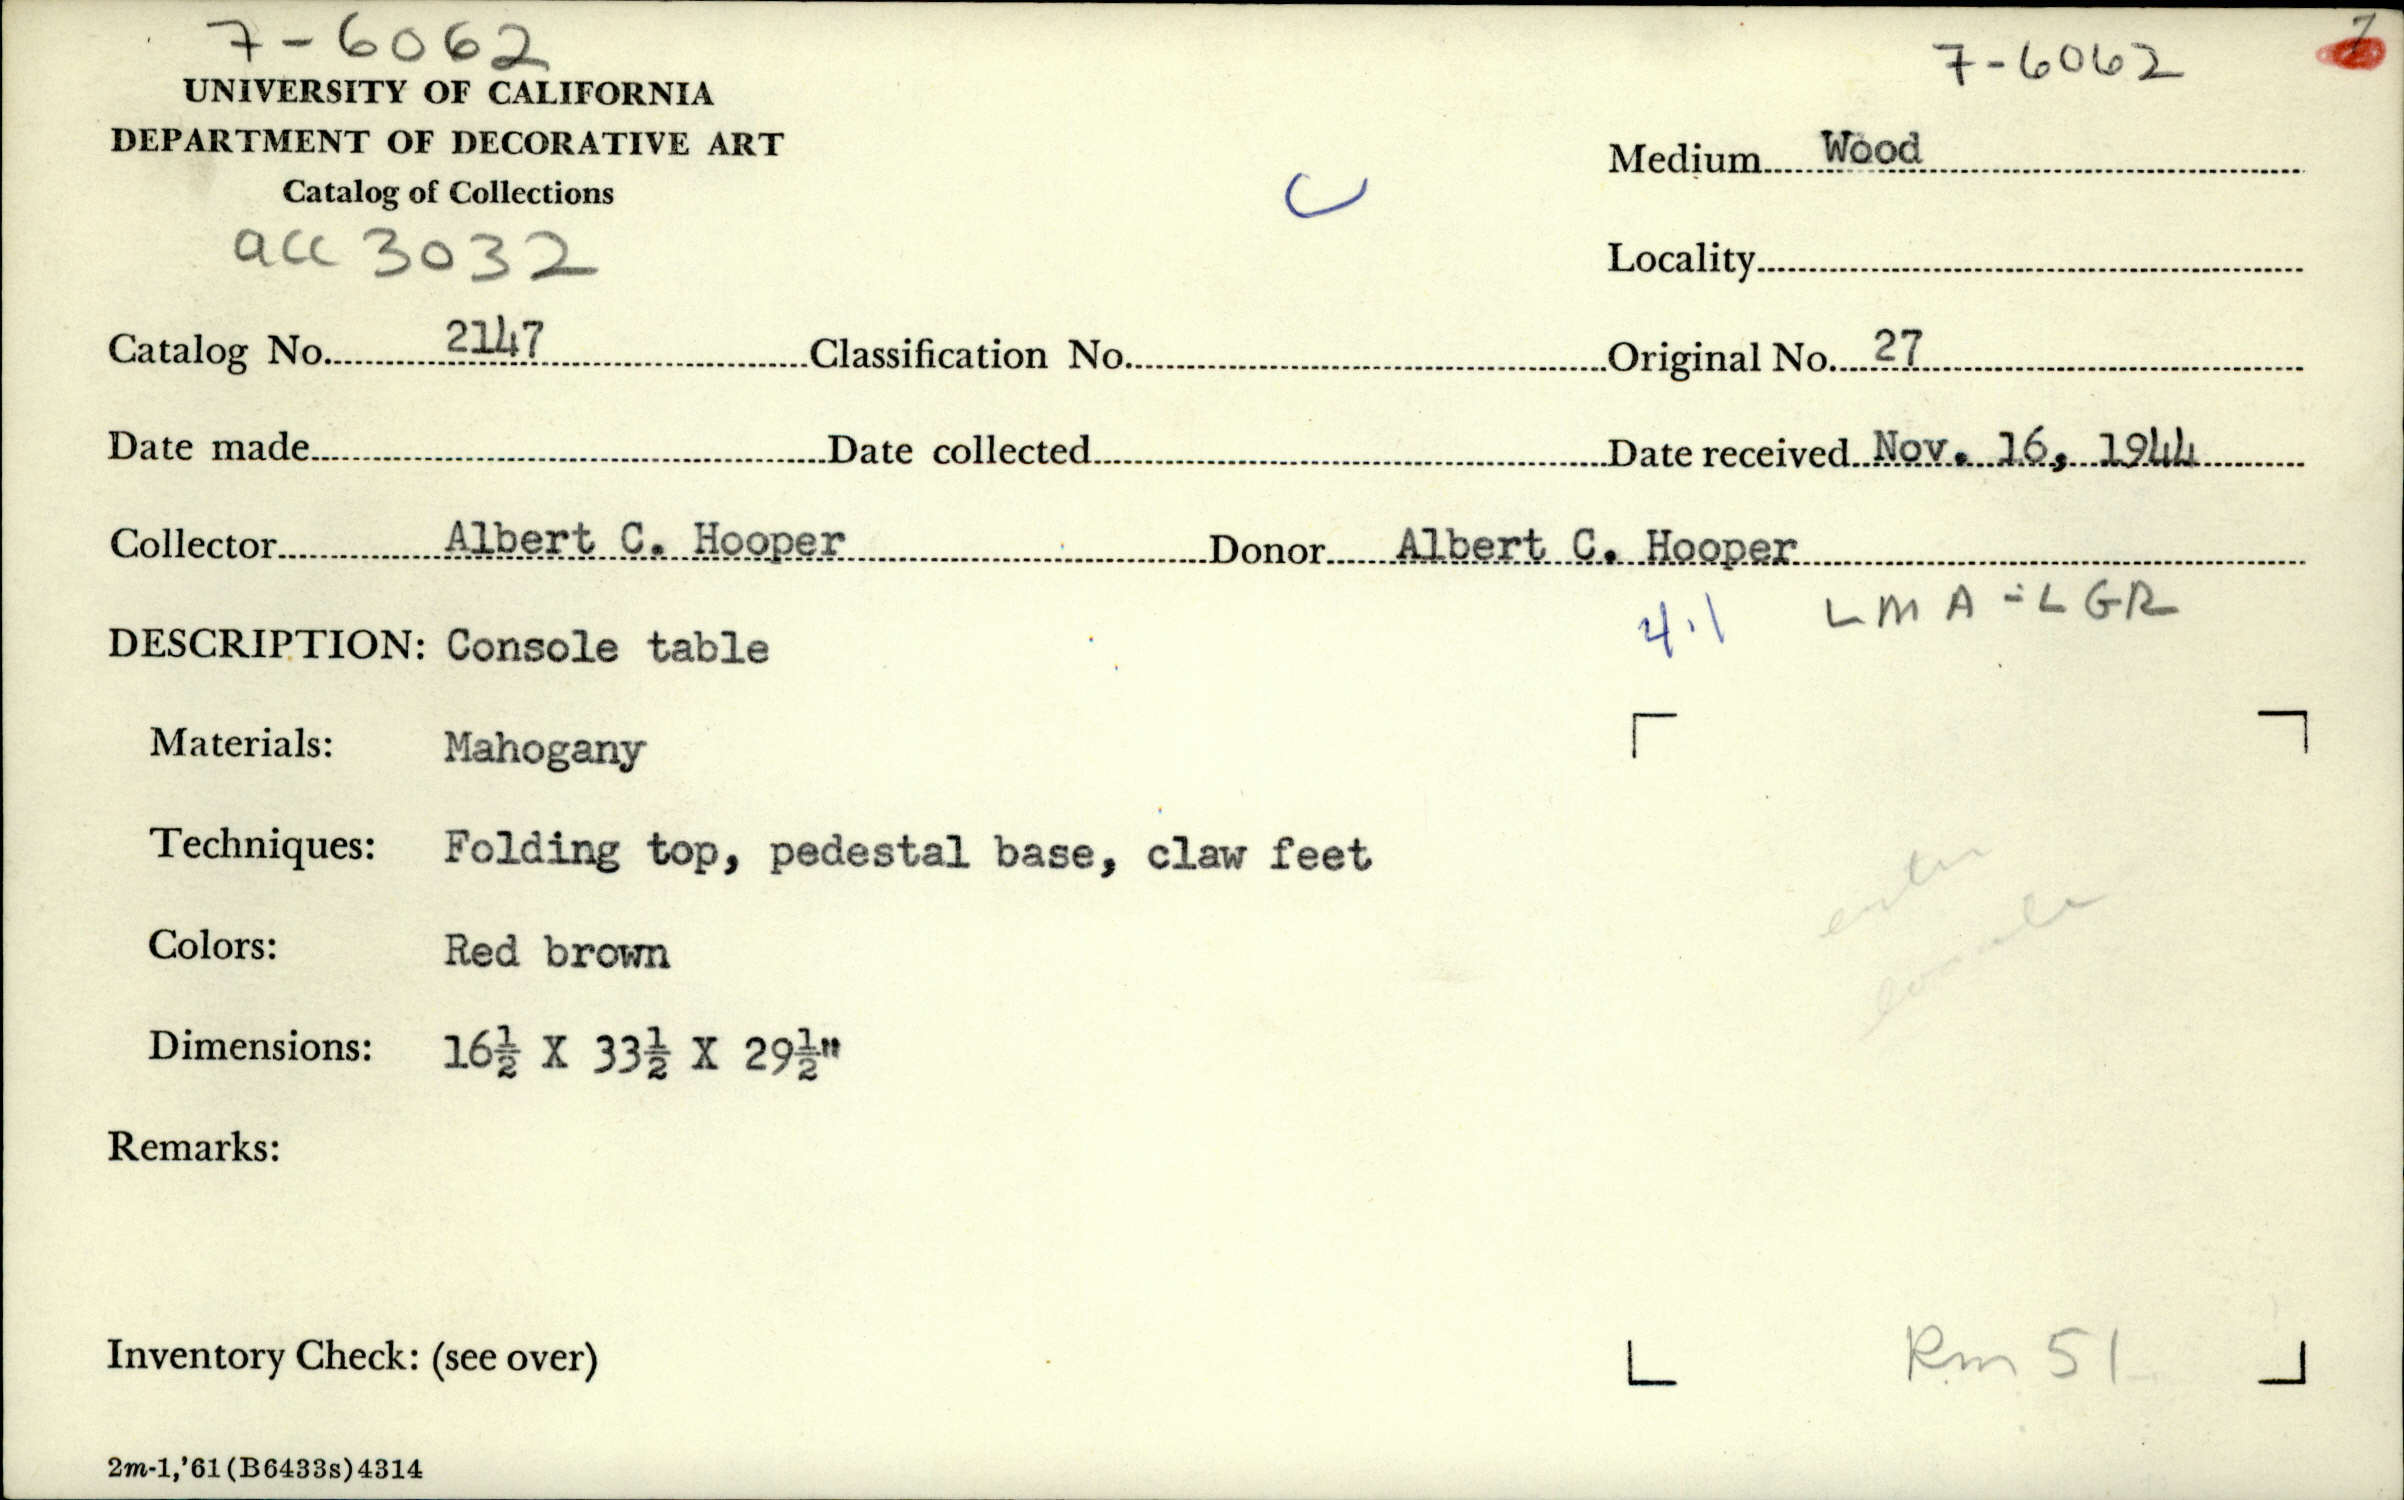 7-6062
7-6062
7
UNIVERSITY OF CALIFORNIA
DEPARTMENT OF DECORATIVE ART
Catalog of Collections
acc 3032
C
Medium Wood
Locality
Catalog No. 2147 Classification No. Original No. 27
Date made Date collected Date received Nov. 16, 1944
Collector Albert C. Hooper Donor Albert C. Hooper
4.1 LMA = LGR
DESCRIPTION: Console table
Materials: Mahogany
Techniques: Folding top, pedestal base, claw feet
Colors: Red brown
Dimensions: 16½ X 33½ X 29½"
Remarks:
Inventory Check: (see over)
Rm 51
2m-1,'61(B6433s)4314